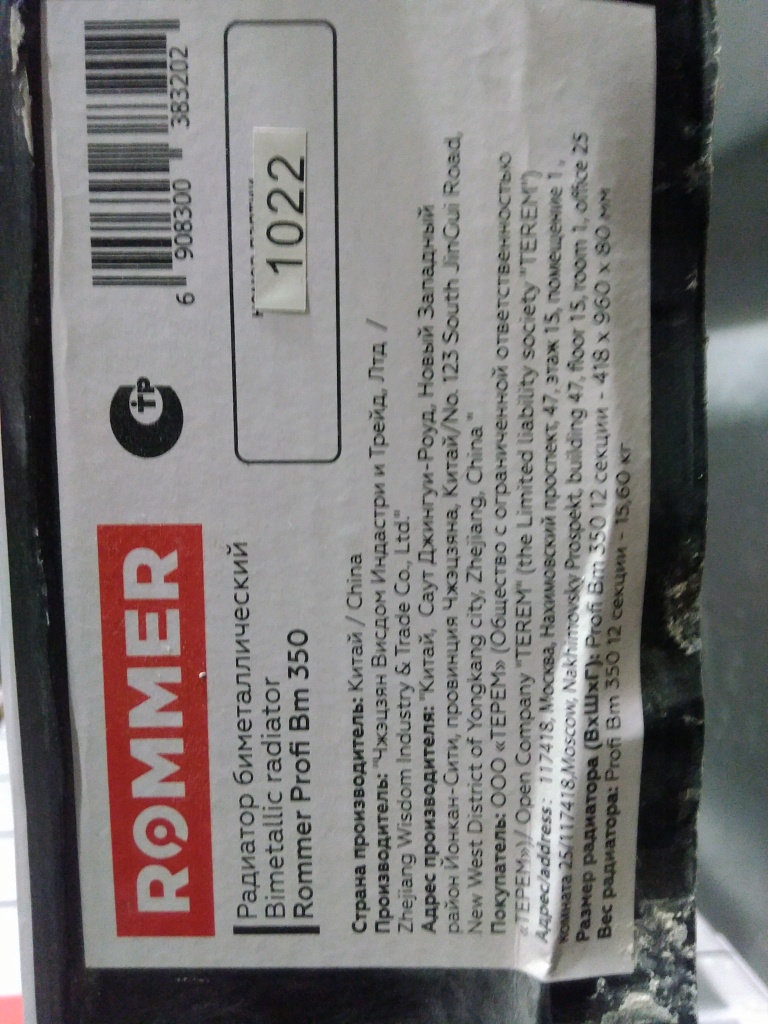 ROMMER
6 908300 383202
1022
Радиатор биметаллический
Bimetallic radiator
Rommer Profi Bm 350
Страна производитель: Китай / China
Производитель: "Чжэцзян Висдом Индастри и Трейд, Лтд /
Zhejiang Wisdom Industry & Trade Co., Ltd."
Адрес производителя: "Китай, Саут Джингуи-Роуд, Новый Западный
район Йонкан-Сити, провинция Чжэцзяна, Китай/No. 123 South JinGui Road,
New West District of Yongkang city, Zhejiang, China"
Покупатель: ООО «ТЕРЕМ» (Общество с ограниченной ответственностью
«ТЕРЕМ»)/ Open Company "TEREM" (the Limited liability society "TEREM")
Адрес/address: 117418, Москва, Нахимовский проспект, 47, этаж 15, помещение 1,
комната 25/117418,Moscow, Nakhimovsky Prospekt, building 47, floor 15, room 1, office 25
Размер радиатора (ВхШхГ): Profi Bm 350 12 секции - 418 x 960 x 80 мм
Вес радиатора: Profi Bm 350 12 секции - 15,60 кг